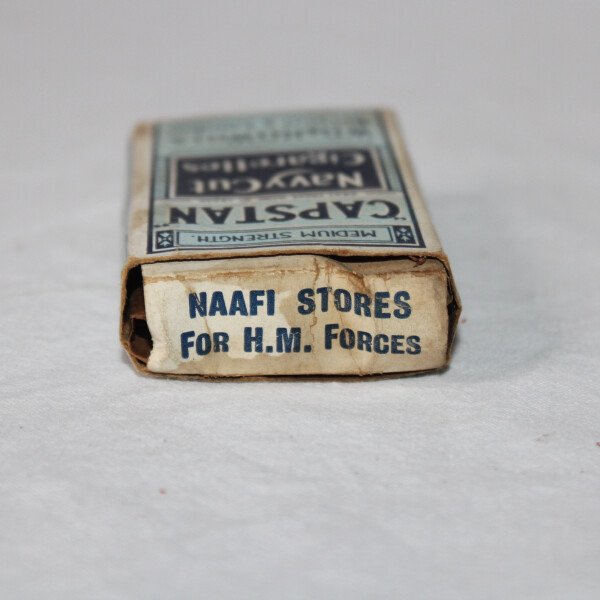 NAAFI STORES
FOR H.M. FORCES
MEDIUM STRENGTH.
"CAPSTAN"
Navy Cut
Cigarettes